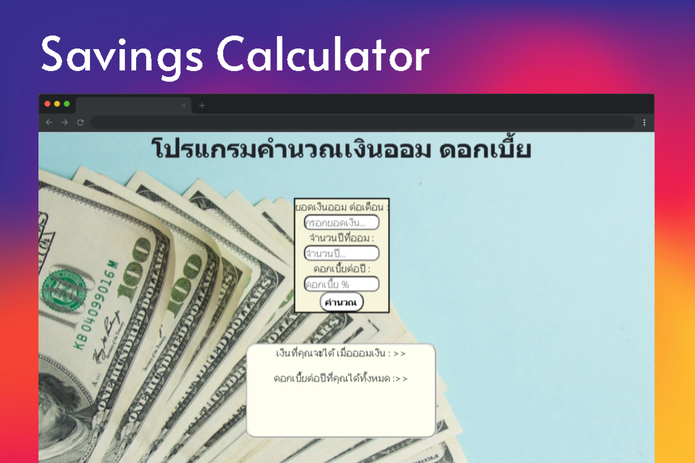 Savings Calculator
โปรแกรมคำนวณเงินออม ดอกเบี้ย
ยอดเงินออม ต่อเดือน :
กรอกยอดเงิน...
จำนวนปีที่ออม :
จำนวนปี...
ดอกเบี้ยต่อปี :
ดอกเบี้ย %
คำนวณ
เงินที่คุณจะได้ เมื่อออมเงิน : >>
ดอกเบี้ยต่อปีที่คุณได้ทั้งหมด :>>
100
100
KB04099016M
ONE HUNDRED DOLLARS